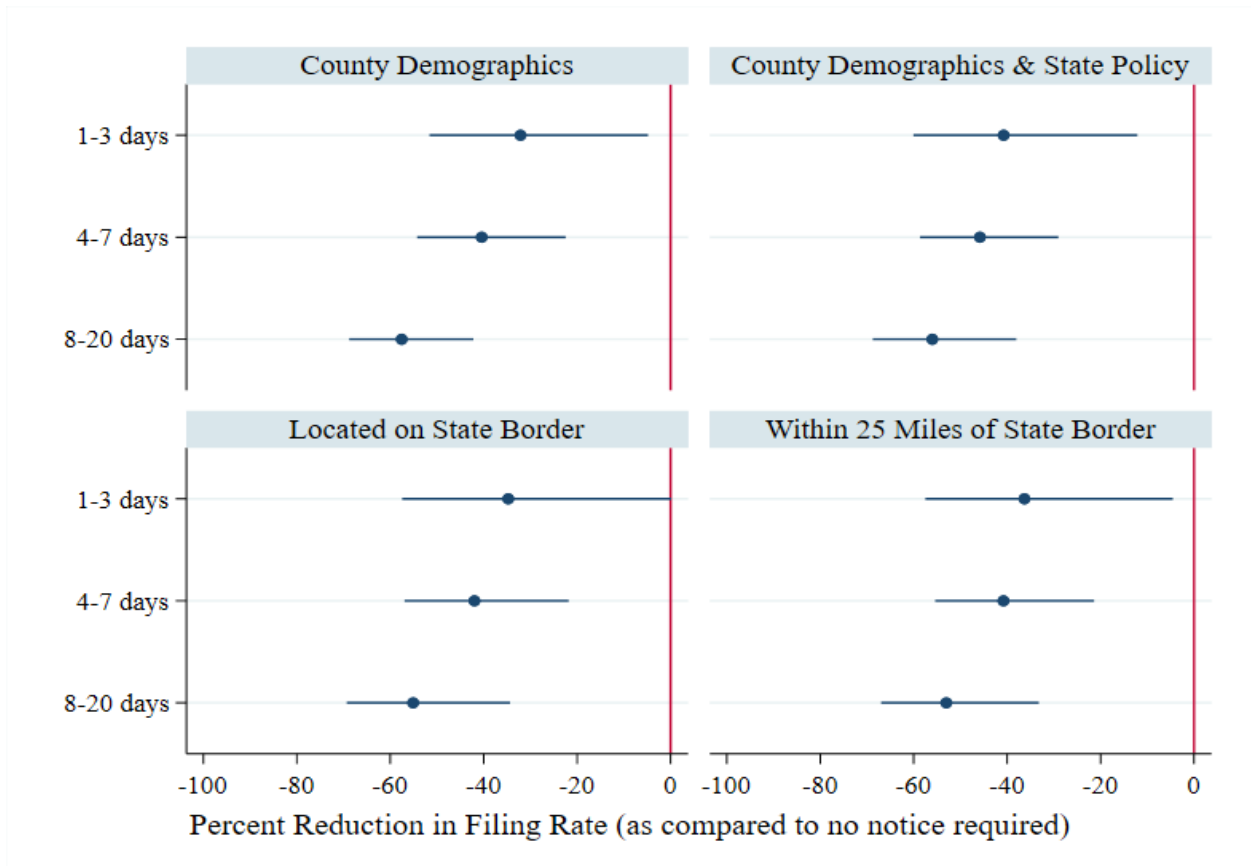 County Demographics
County Demographics & State Policy
1-3 days
4-7 days
8-20 days
Located on State Border
Within 25 Miles of State Border
1-3 days
4-7 days
8-20 days
-100 -80 -60 -40 -20 0 -100 -80 -60 -40 -20 0
Percent Reduction in Filing Rate (as compared to no notice required)